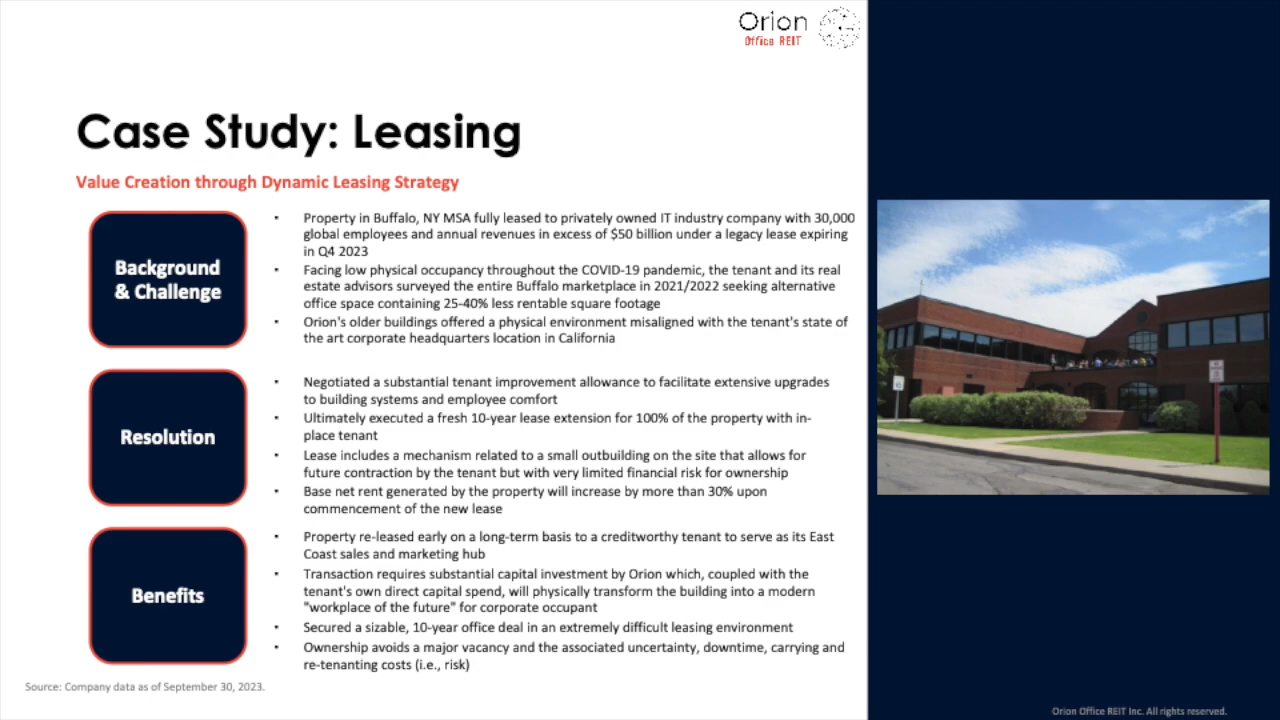 Orion
Office REIT
Case Study: Leasing
Value Creation through Dynamic Leasing Strategy
Background
& Challenge
▪ Property in Buffalo, NY MSA fully leased to privately owned IT industry company with 30,000
global employees and annual revenues in excess of $50 billion under a legacy lease expiring
in Q4 2023
▪ Facing low physical occupancy throughout the COVID-19 pandemic, the tenant and its real
estate advisors surveyed the entire Buffalo marketplace in 2021/2022 seeking alternative
office space containing 25-40% less rentable square footage
▪ Orion's older buildings offered a physical environment misaligned with the tenant's state of
the art corporate headquarters location in California
Resolution
▪ Negotiated a substantial tenant improvement allowance to facilitate extensive upgrades
to building systems and employee comfort
▪ Ultimately executed a fresh 10-year lease extension for 100% of the property with in-
place tenant
▪ Lease includes a mechanism related to a small outbuilding on the site that allows for
future contraction by the tenant but with very limited financial risk for ownership
▪ Base net rent generated by the property will increase by more than 30% upon
commencement of the new lease
Benefits
▪ Property re-leased early on a long-term basis to a creditworthy tenant to serve as its East
Coast sales and marketing hub
▪ Transaction requires substantial capital investment by Orion which, coupled with the
tenant's own direct capital spend, will physically transform the building into a modern
"workplace of the future" for corporate occupant
▪ Secured a sizable, 10-year office deal in an extremely difficult leasing environment
▪ Ownership avoids a major vacancy and the associated uncertainty, downtime, carrying and
re-tenanting costs (i.e., risk)
Source: Company data as of September 30, 2023.
Orion Office REIT Inc. All rights reserved.